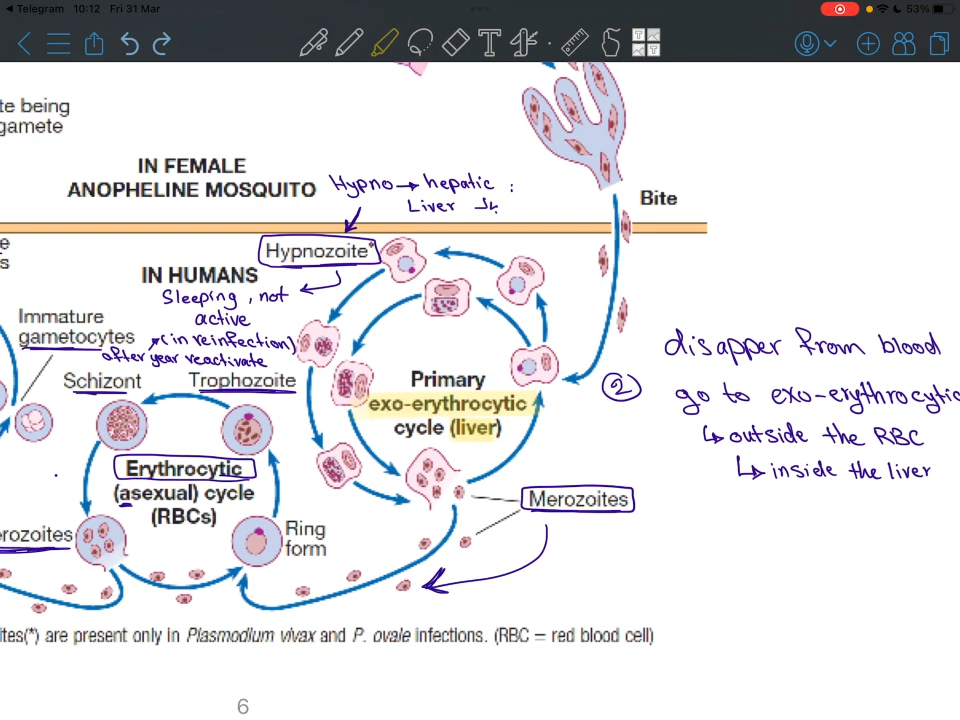 Telegram 10:12 Fri 31 Mar
53%
te being
gamete
IN FEMALE
ANOPHELINE MOSQUITO
Hypno → hepatic :
Liver
Bite
e
s
Hypnozoite*
IN HUMANS
Sleeping, not
active
(in reinfection)
after year reactivate
Immature
gametocytes
Schizont
Trophozoite
Primary
exo-erythrocytic
cycle (liver)
Erythrocytic
(asexual) cycle
(RBCs)
erozoites
Ring
form
Merozoites
2
disapper from blood
go to exo-erythrocytic
↳ outside the RBC
↳ inside the liver
ites(*) are present only in Plasmodium vivax and P. ovale infections. (RBC = red blood cell)
6